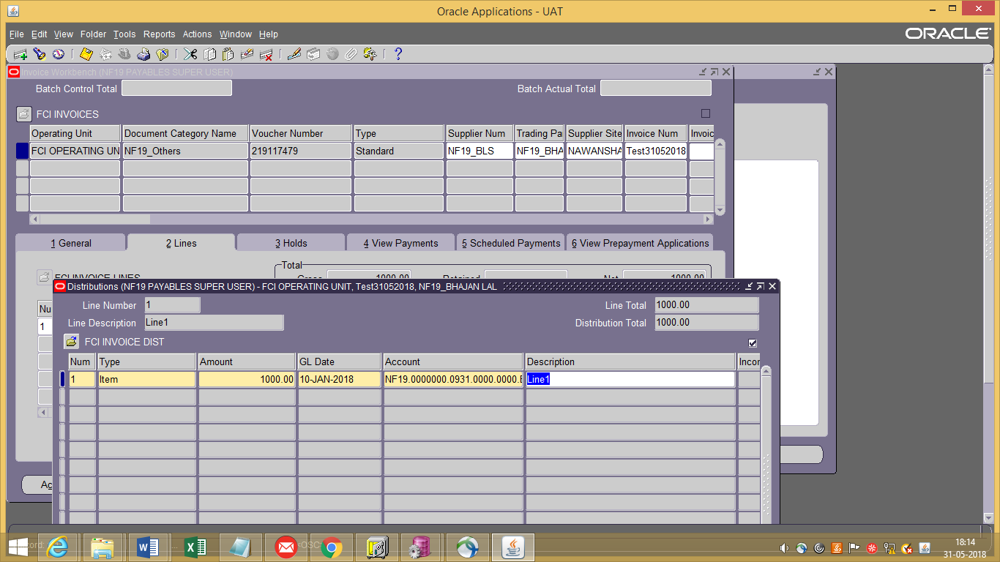 Oracle Applications - UAT
File Edit View Folder Tools Reports Actions Window Help
ORACLE
Invoice Workbench (NF19 PAYABLES SUPER USER)
Batch Control Total Batch Actual Total
FCI INVOICES
Operating Unit Document Category Name Voucher Number Type Supplier Num Trading Pa Supplier Site Invoice Num Invoic
FCI OPERATING UN NF19_Others 219117479 Standard NF19_BLS NF19_BHA NAWANSHA Test31052018
1 General 2 Lines 3 Holds 4 View Payments 5 Scheduled Payments 6 View Prepayment Applications
Total
FCI INVOICE LINES Gross 1000.00 Retained Net 1000.00
Distributions (NF19 PAYABLES SUPER USER) - FCI OPERATING UNIT, Test31052018, NF19_BHAJAN LAL
Line Number 1 Line Total 1000.00
Line Description Line1 Distribution Total 1000.00
FCI INVOICE DIST
Nu
1
Num Type Amount GL Date Account Description Incor
1 Item 1000.00 10-JAN-2018 NF19.0000000.0931.0000.0000.E Line1
Ag
18:14
31-05-2018